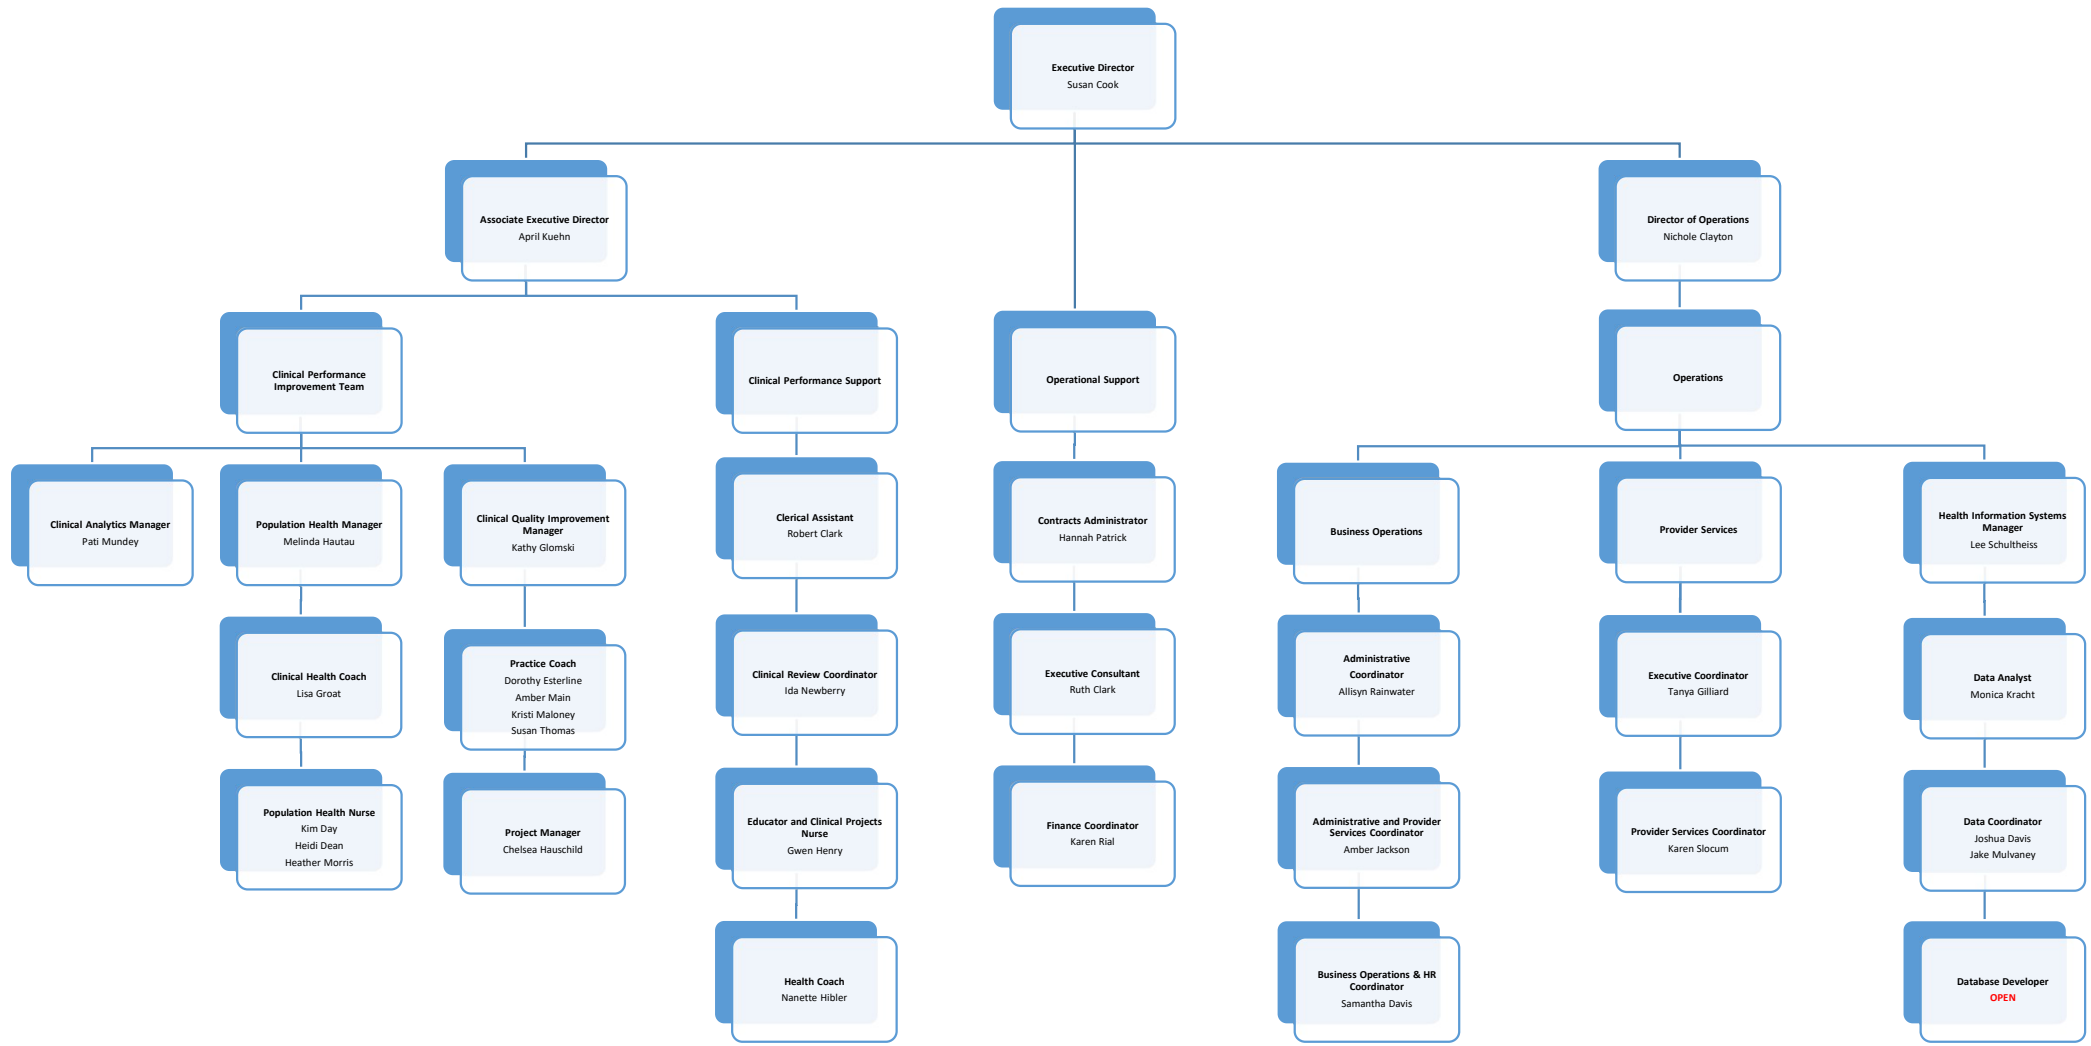 Executive Director
Susan Cook
Associate Executive Director
April Kuehn
Director of Operations
Nichole Clayton
Clinical Performance
Improvement Team
Clinical Performance Support
Operational Support
Operations
Clinical Analytics Manager
Pati Mundey
Population Health Manager
Melinda Hautau
Clinical Quality Improvement
Manager
Kathy Glomski
Clerical Assistant
Robert Clark
Contracts Administrator
Hannah Patrick
Business Operations
Provider Services
Health Information Systems
Manager
Lee Schultheiss
Clinical Health Coach
Lisa Groat
Practice Coach
Dorothy Esterline
Amber Main
Kristi Maloney
Susan Thomas
Clinical Review Coordinator
Ida Newberry
Executive Consultant
Ruth Clark
Administrative
Coordinator
Allisyn Rainwater
Executive Coordinator
Tanya Gilliard
Data Analyst
Monica Kracht
Population Health Nurse
Kim Day
Heidi Dean
Heather Morris
Project Manager
Chelsea Hauschild
Educator and Clinical Projects
Nurse
Gwen Henry
Finance Coordinator
Karen Rial
Administrative and Provider
Services Coordinator
Amber Jackson
Provider Services Coordinator
Karen Slocum
Data Coordinator
Joshua Davis
Jake Mulvaney
Health Coach
Nanette Hibler
Business Operations & HR
Coordinator
Samantha Davis
Database Developer
OPEN